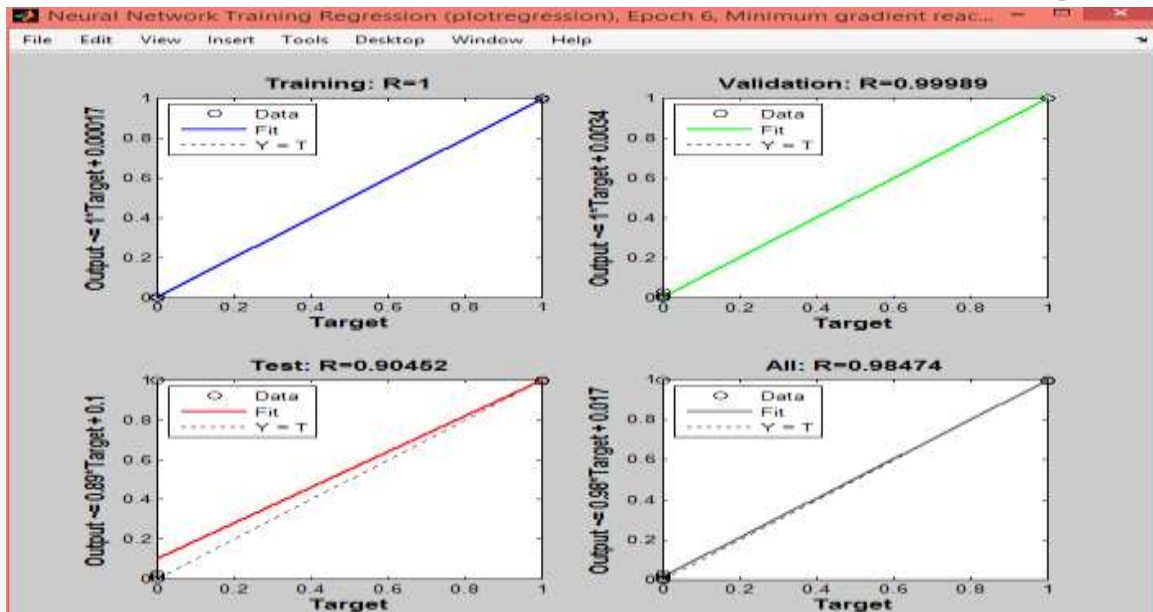 Neural Network Training Regression (plotregression), Epoch 6, Minimum gradient reac...
File Edit View Insert Tools Desktop Window Help
Training: R=1
Output ~= 1*Target + 0.00017
1
0.8
0.6
0.4
0.2
0
Data
Fit
Y = T
0 0.2 0.4 0.6 0.8 1
Target
Validation: R=0.99989
Output ~= 1*Target + 0.0034
1
0.8
0.6
0.4
0.2
0
Data
Fit
Y = T
0 0.2 0.4 0.6 0.8 1
Target
Test: R=0.90452
Output ~= 0.89*Target + 0.1
1
0.8
0.6
0.4
0.2
0
Data
Fit
Y = T
0 0.2 0.4 0.6 0.8 1
Target
All: R=0.98474
Output ~= 0.98*Target + 0.017
1
0.8
0.6
0.4
0.2
0
Data
Fit
Y = T
0 0.2 0.4 0.6 0.8 1
Target